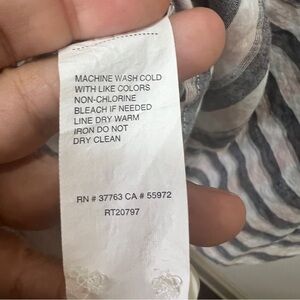 MACHINE WASH COLD
WITH LIKE COLORS
NON-CHLORINE
BLEACH IF NEEDED
LINE DRY WARM
IRON DO NOT
DRY CLEAN
RN # 37763 CA # 55972
RT20797